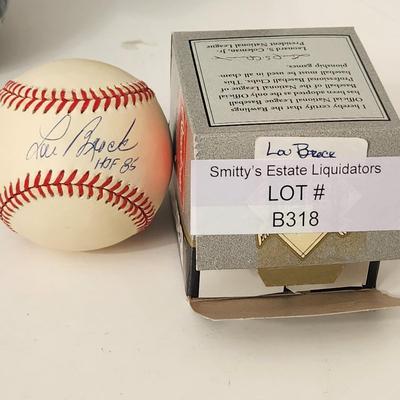 Lou Brock
HOF 85
I hereby certify that the Rawlings
Official National League Baseball
has been adopted as the only Official
Baseball of the National League of
Professional Baseball Clubs.
baseball must be used in all cham-
pionship games.
Leonard S. Coleman, Jr.
President National League
Lou Brock
Smitty's Estate Liquidators
LOT #
B318